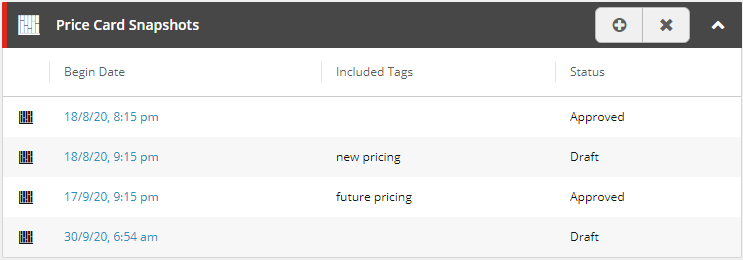 Price Card Snapshots
Begin Date Included Tags Status
18/8/20, 8:15 pm Approved
18/8/20, 9:15 pm new pricing Draft
17/9/20, 9:15 pm future pricing Approved
30/9/20, 6:54 am Draft